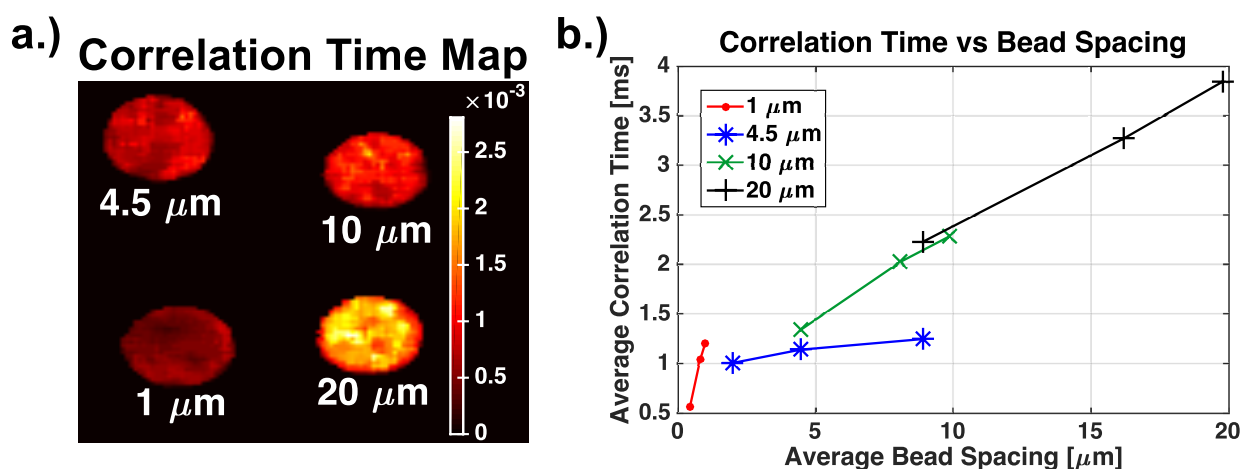 a.)
Correlation Time Map
×10⁻³
4.5 μm
10 μm
1 μm
20 μm
2.5
2
1.5
1
0.5
0
b.)
Correlation Time vs Bead Spacing
Average Correlation Time [ms]
4
3.5
3
2.5
2
1.5
1
0.5
1 μm
4.5 μm
10 μm
20 μm
0 5 10 15 20
Average Bead Spacing [μm]